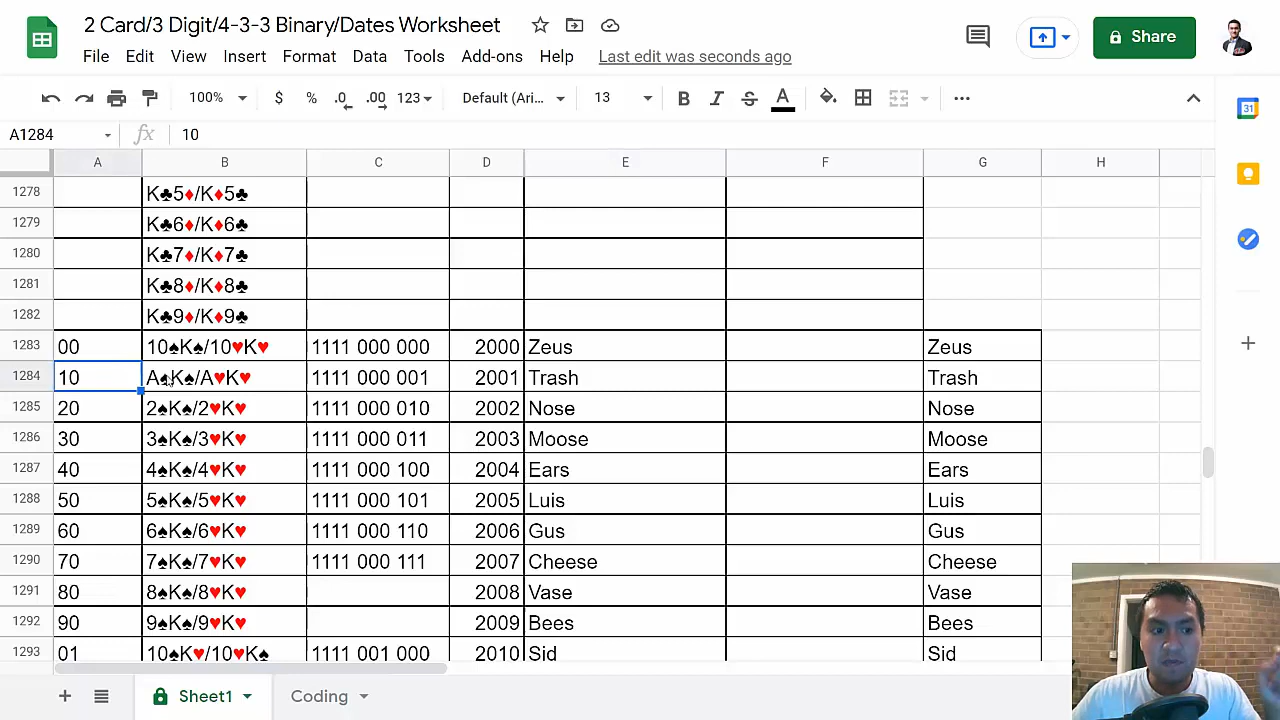 2 Card/3 Digit/4-3-3 Binary/Dates Worksheet
File Edit View Insert Format Data Tools Add-ons Help Last edit was seconds ago
Share
100% $ % .0 .00 123 Default (Ari... 13 B I S A
A1284 fx 10
A B C D E F G H
1278 K♣5♦/K♦5♣
1279 K♣6♦/K♦6♣
1280 K♣7♦/K♦7♣
1281 K♣8♦/K♦8♣
1282 K♣9♦/K♦9♣
1283 00 10♠K♠/10♥K♥ 1111 000 000 2000 Zeus Zeus
1284 10 A♠K♠/A♥K♥ 1111 000 001 2001 Trash Trash
1285 20 2♠K♠/2♥K♥ 1111 000 010 2002 Nose Nose
1286 30 3♠K♠/3♥K♥ 1111 000 011 2003 Moose Moose
1287 40 4♠K♠/4♥K♥ 1111 000 100 2004 Ears Ears
1288 50 5♠K♠/5♥K♥ 1111 000 101 2005 Luis Luis
1289 60 6♠K♠/6♥K♥ 1111 000 110 2006 Gus Gus
1290 70 7♠K♠/7♥K♥ 1111 000 111 2007 Cheese Cheese
1291 80 8♠K♠/8♥K♥ 2008 Vase Vase
1292 90 9♠K♠/9♥K♥ 2009 Bees Bees
1293 01 10♠K♥/10♥K♠ 1111 001 000 2010 Sid Sid
Sheet1 Coding
31